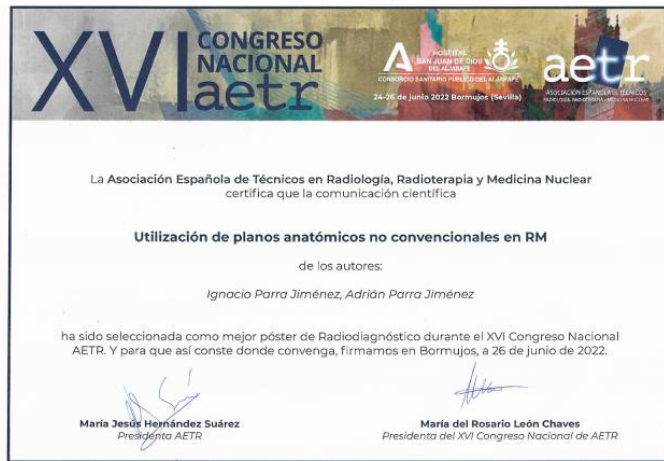 XVI CONGRESO
NACIONAL
aetr
HOSPITAL
SAN JUAN DE DIOS
DEL ALJARAFE
CONSORCIO SANITARIO PÚBLICO DEL ALJARAFE
24-26 de junio 2022 Bormujos (Sevilla)
aetr
ASOCIACIÓN ESPAÑOLA DE TÉCNICOS
RADIOLOGÍA, RADIOTERAPIA Y MEDICINA NUCLEAR
La Asociación Española de Técnicos en Radiología, Radioterapia y Medicina Nuclear
certifica que la comunicación científica
Utilización de planos anatómicos no convencionales en RM
de los autores:
Ignacio Parra Jiménez, Adrián Parra Jiménez
ha sido seleccionada como mejor póster de Radiodiagnóstico durante el XVI Congreso Nacional
AETR. Y para que así conste donde convenga, firmamos en Bormujos, a 26 de junio de 2022.
María Jesús Hernández Suárez
Presidenta AETR
María del Rosario León Chaves
Presidenta del XVI Congreso Nacional de AETR